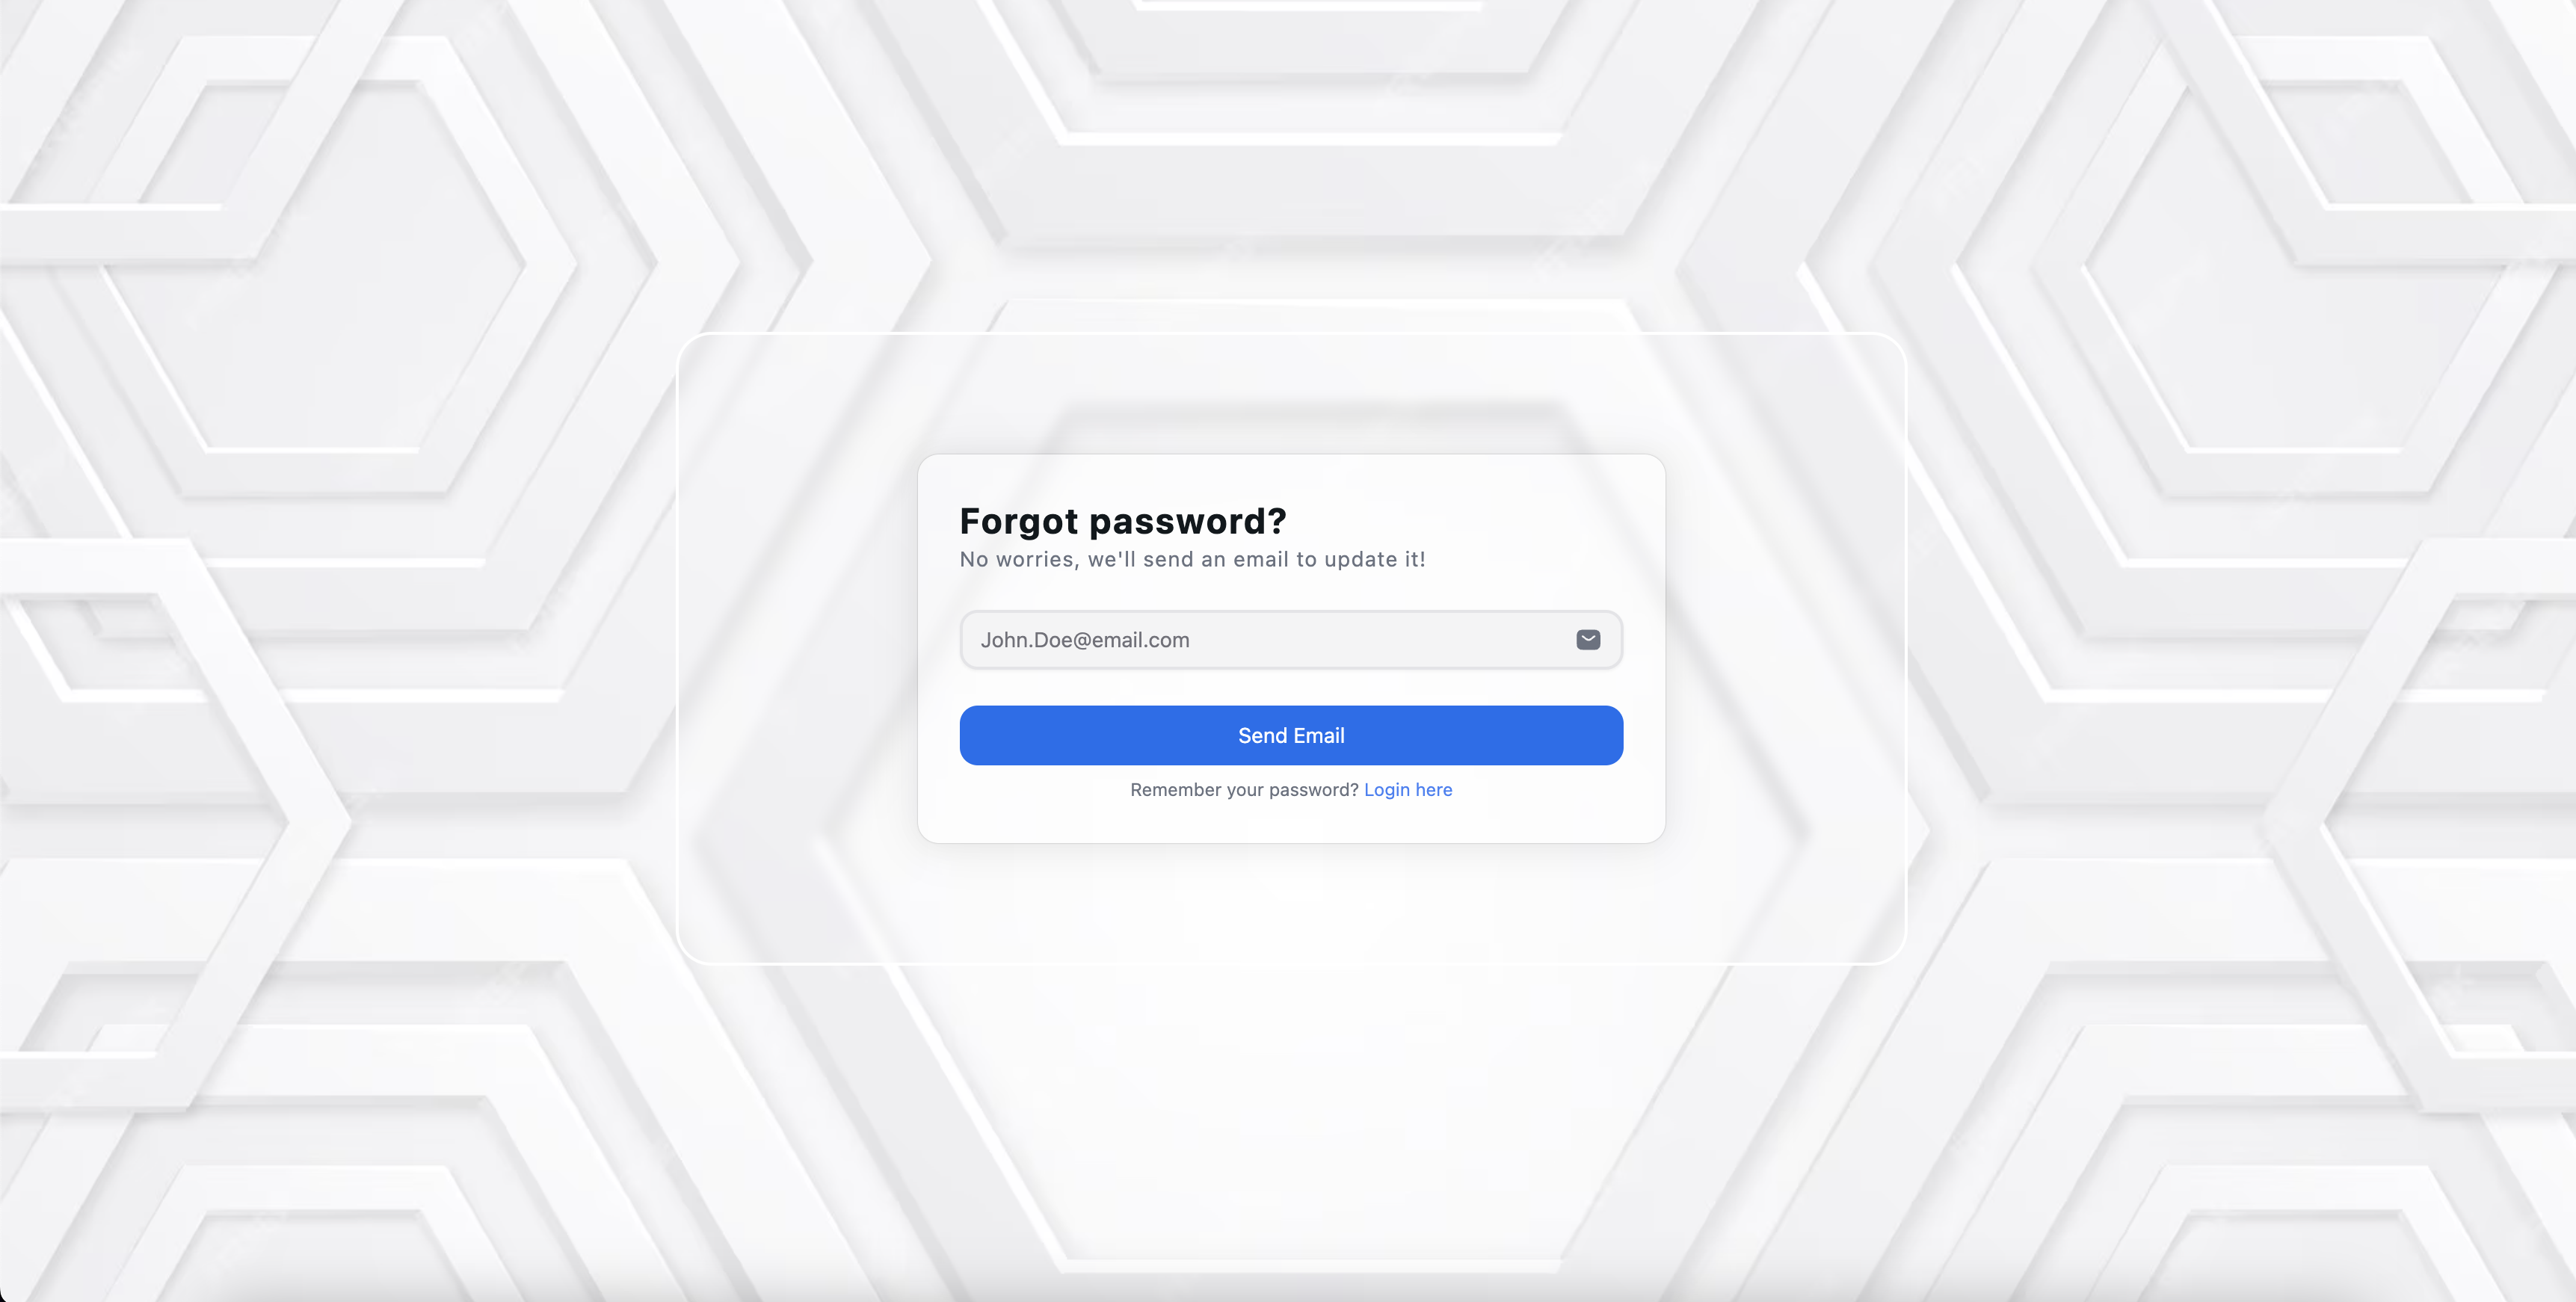 Forgot password?
No worries, we'll send an email to update it!
John.Doe@email.com
Send Email
Remember your password? Login here